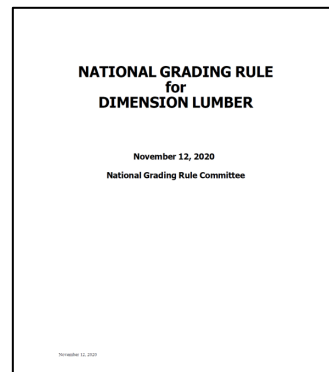 NATIONAL GRADING RULE
for
DIMENSION LUMBER
November 12, 2020
National Grading Rule Committee
November 12, 2020